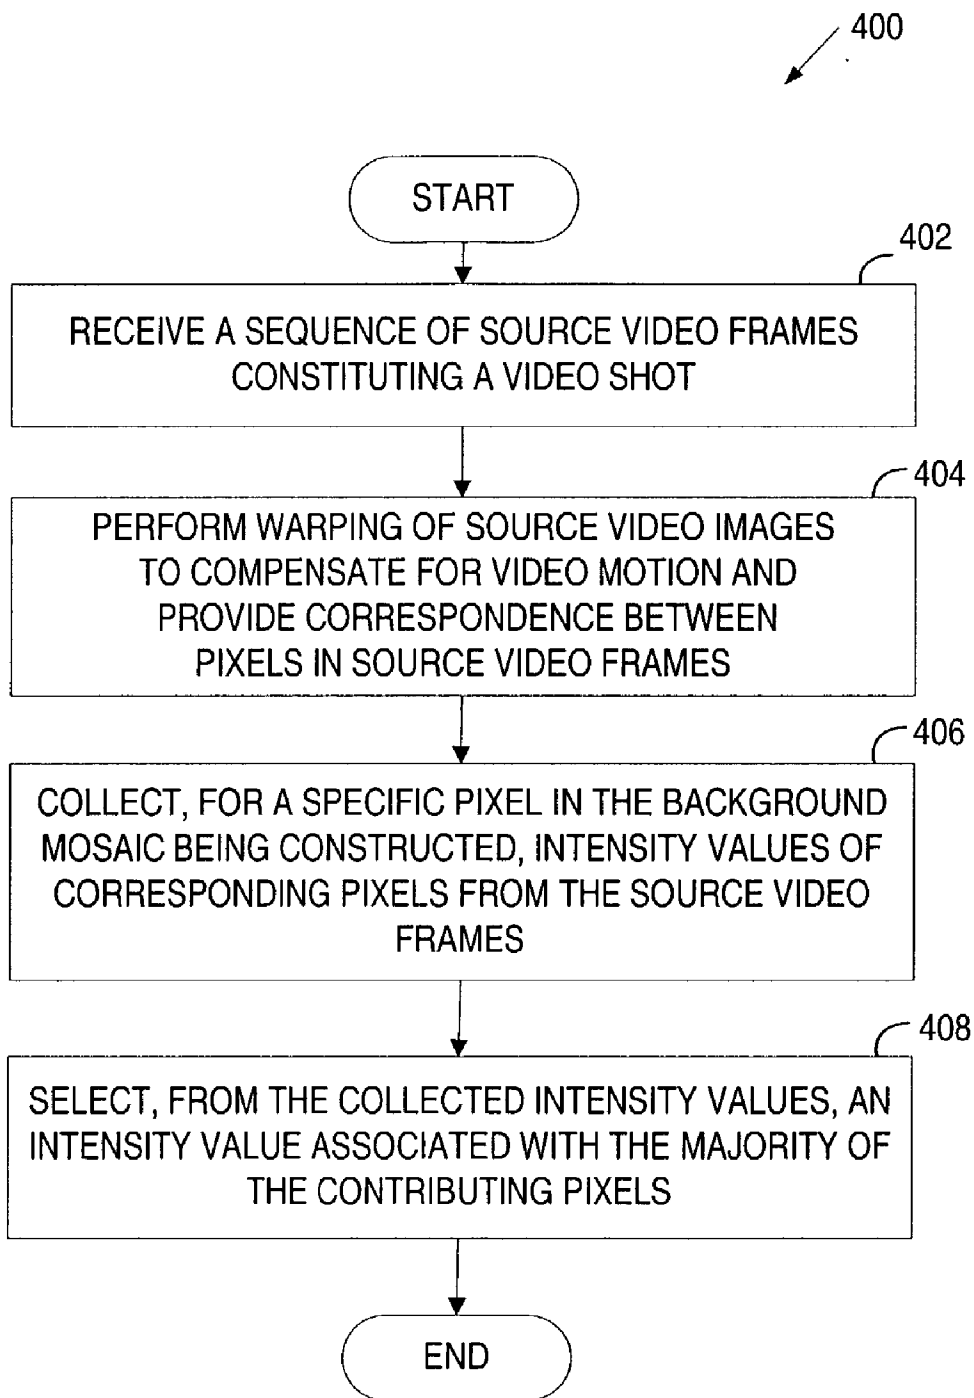 400
START
402
RECEIVE A SEQUENCE OF SOURCE VIDEO FRAMES
CONSTITUTING A VIDEO SHOT
404
PERFORM WARPING OF SOURCE VIDEO IMAGES
TO COMPENSATE FOR VIDEO MOTION AND
PROVIDE CORRESPONDENCE BETWEEN
PIXELS IN SOURCE VIDEO FRAMES
406
COLLECT, FOR A SPECIFIC PIXEL IN THE BACKGROUND
MOSAIC BEING CONSTRUCTED, INTENSITY VALUES OF
CORRESPONDING PIXELS FROM THE SOURCE VIDEO
FRAMES
408
SELECT, FROM THE COLLECTED INTENSITY VALUES, AN
INTENSITY VALUE ASSOCIATED WITH THE MAJORITY OF
THE CONTRIBUTING PIXELS
END